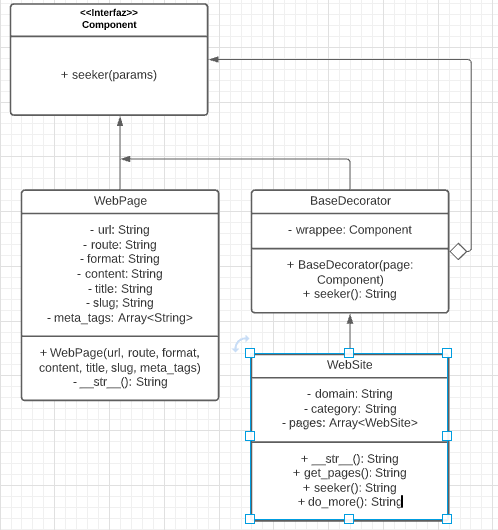 <<Interfaz>>
Component
+ seeker(params)
WebPage
- url: String
- route: String
- format: String
- content: String
- title: String
- slug; String
- meta_tags: Array<String>
+ WebPage(url, route, format,
content, title, slug, meta_tags)
- __str__(): String
BaseDecorator
- wrappee: Component
+ BaseDecorator(page:
Component)
+ seeker(): String
WebSite
- domain: String
- category: String
- pages: Array<WebSite>
+ __str__(): String
+ get_pages(): String
+ seeker(): String
+ do_more(): String